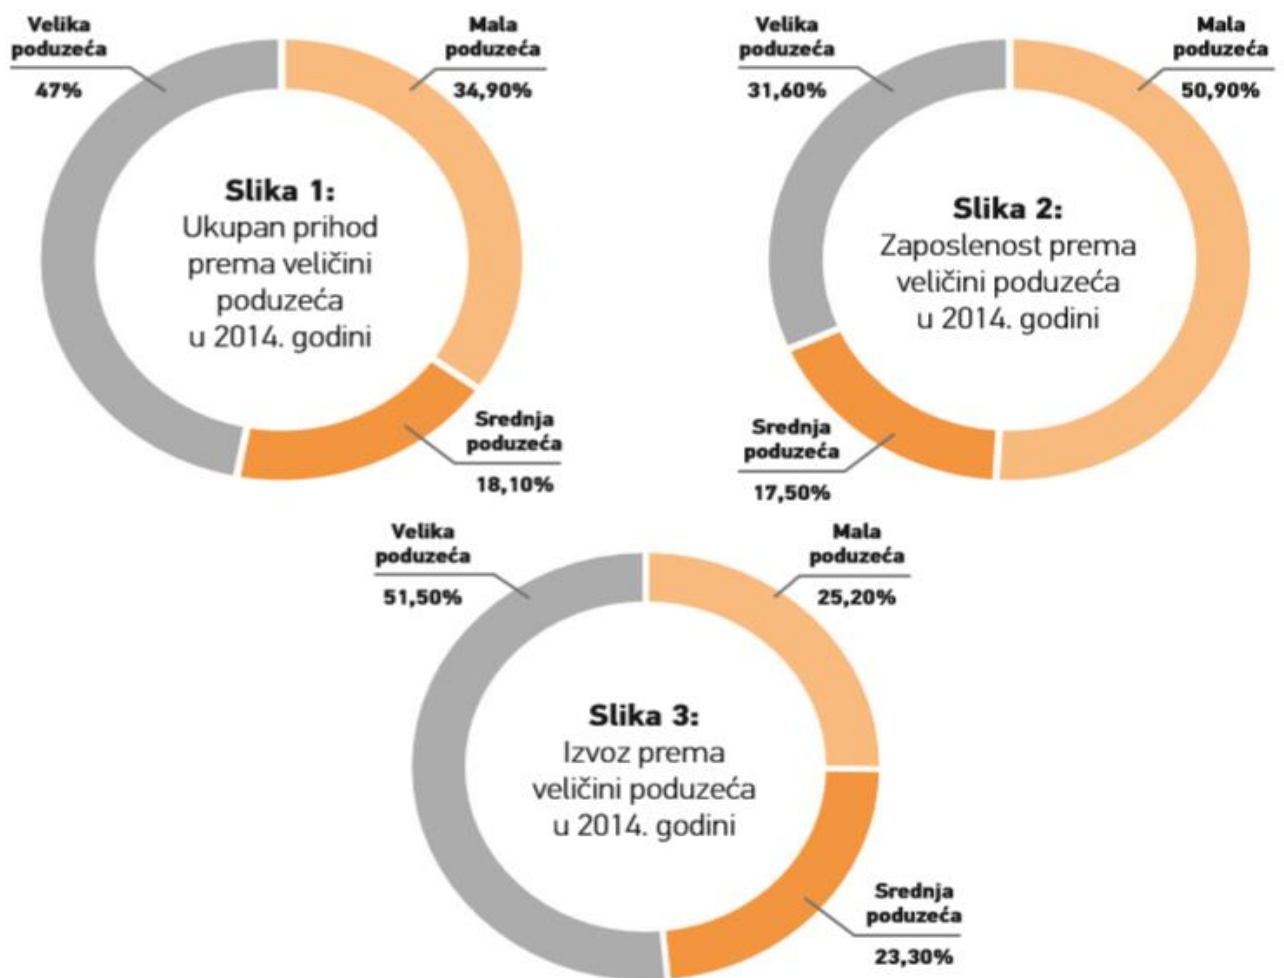 Velika
poduzeća
47%
Mala
poduzeća
34,90%
Slika 1:
Ukupan prihod
prema veličini
poduzeća
u 2014. godini
Srednja
poduzeća
18,10%
Velika
poduzeća
31,60%
Mala
poduzeća
50,90%
Slika 2:
Zaposlenost prema
veličini poduzeća
u 2014. godini
Srednja
poduzeća
17,50%
Velika
poduzeća
51,50%
Mala
poduzeća
25,20%
Slika 3:
Izvoz prema
veličini poduzeća
u 2014. godini
Srednja
poduzeća
23,30%